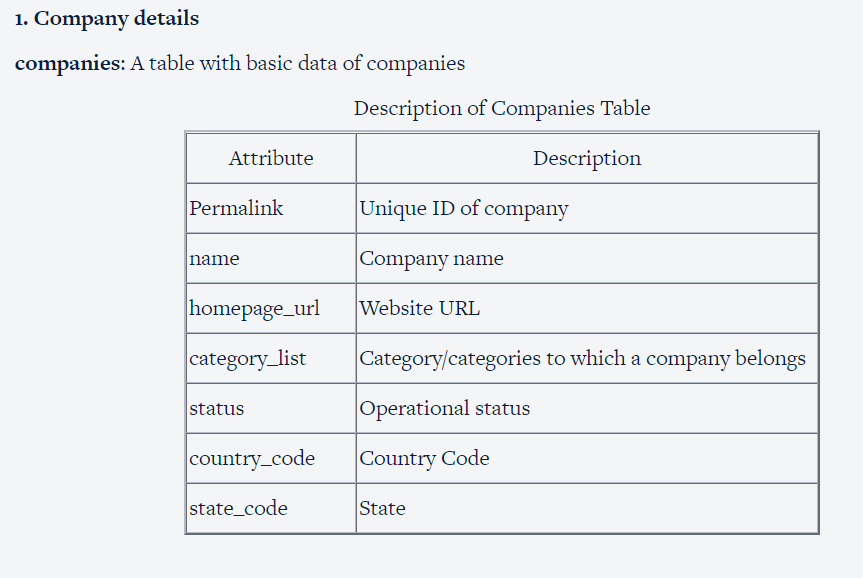 1. Company details
companies: A table with basic data of companies
Description of Companies Table
Attribute Description
Permalink Unique ID of company
name Company name
homepage_url Website URL
category_list Category/categories to which a company belongs
status Operational status
country_code Country Code
state_code State